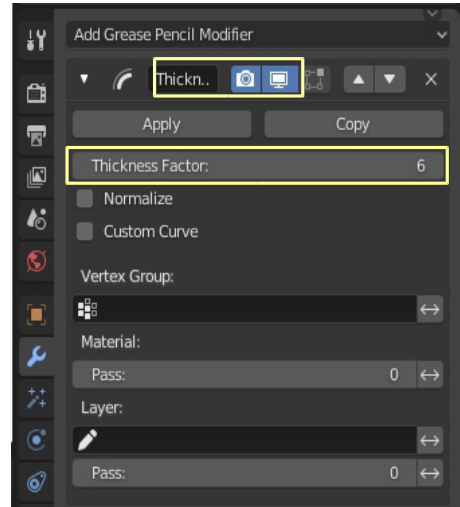 Add Grease Pencil Modifier
Thickn..
Apply Copy
Thickness Factor: 6
Normalize
Custom Curve
Vertex Group:
Material:
Pass: 0
Layer:
Pass: 0